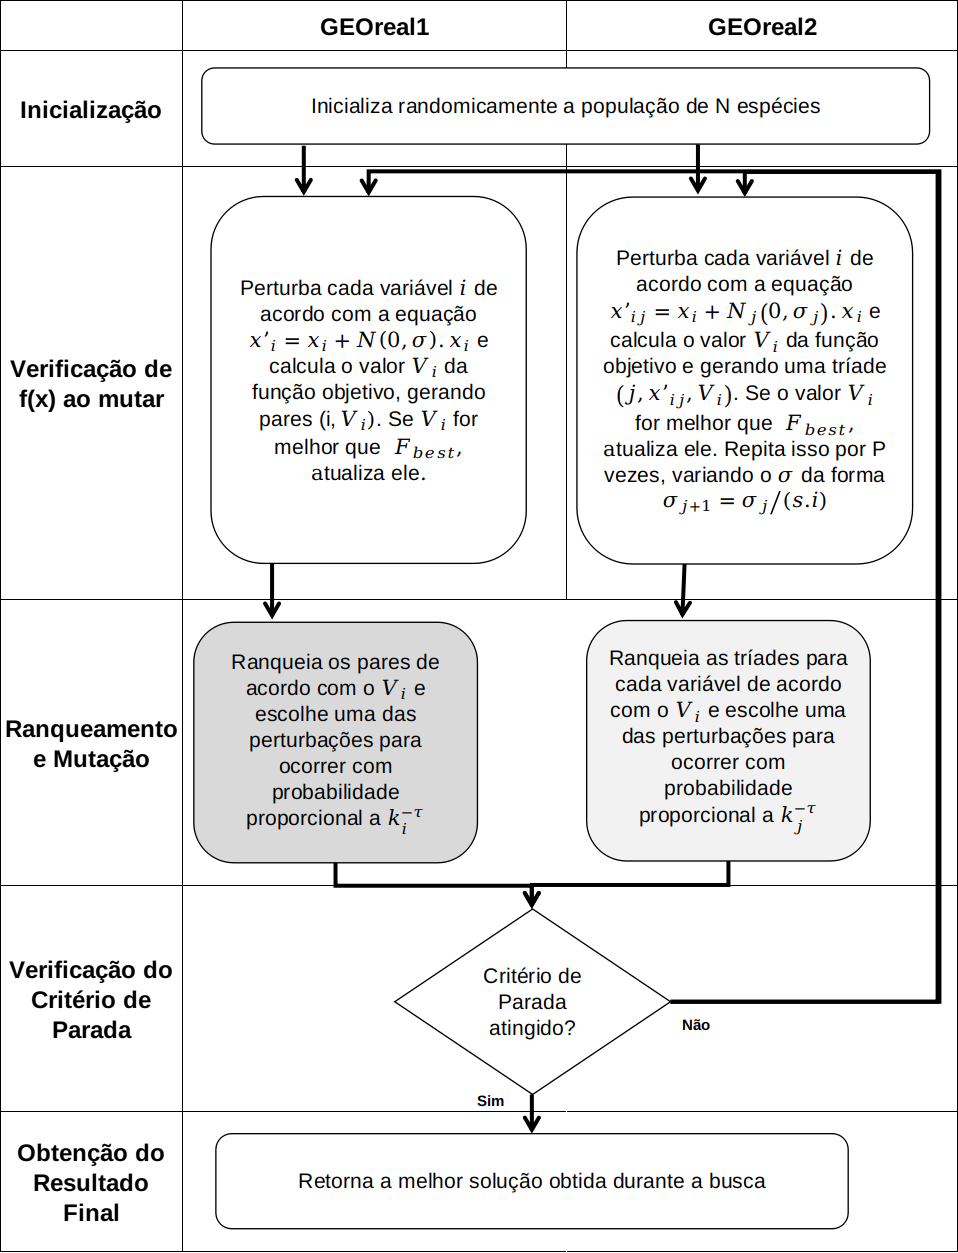 GEOreal1
GEOreal2
Inicialização
Inicializa randomicamente a população de N espécies
Verificação de
f(x) ao mutar
Perturba cada variável i de
acordo com a equação
x'ᵢ = xᵢ + N(0, σ). xᵢ e
calcula o valor Vᵢ da
função objetivo, gerando
pares (i, Vᵢ). Se Vᵢ for
melhor que F_best,
atualiza ele.
Perturba cada variável i de
acordo com a equação
x'ᵢⱼ = xᵢ + Nⱼ(0, σⱼ). xᵢ e
calcula o valor Vᵢ da função
objetivo e gerando uma tríade
(j, x'ᵢⱼ, Vᵢ). Se o valor Vᵢ
for melhor que F_best,
atualiza ele. Repita isso por P
vezes, variando o σ da forma
σⱼ₊₁ = σⱼ/(s.i)
Ranqueamento
e Mutação
Ranqueia os pares de
acordo com o Vᵢ e
escolhe uma das
perturbações para
ocorrer com
probabilidade
proporcional a k_i^{-τ}
Ranqueia as tríades para
cada variável de acordo
com o Vᵢ e escolhe uma
das perturbações para
ocorrer com
probabilidade
proporcional a k_j^{-τ}
Verificação do
Critério de
Parada
Critério de
Parada
atingido?
Não
Sim
Obtenção do
Resultado
Final
Retorna a melhor solução obtida durante a busca